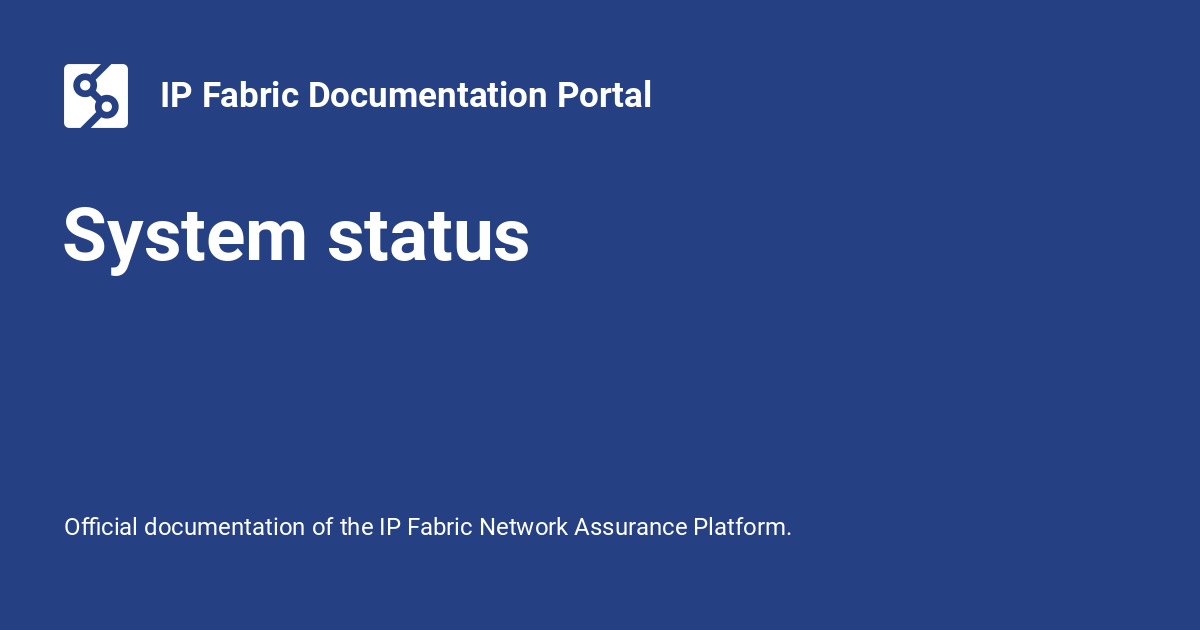 IP Fabric Documentation Portal
System status
Official documentation of the IP Fabric Network Assurance Platform.